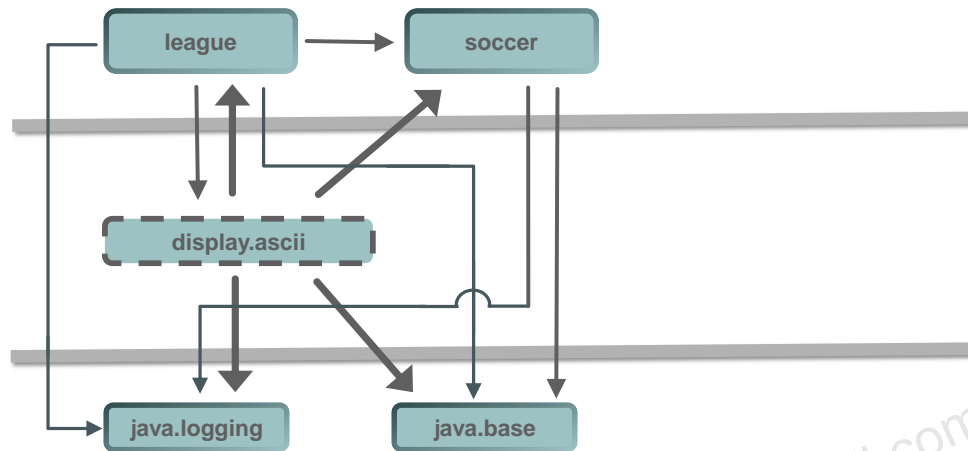 league
soccer
display.ascii
java.logging
java.base